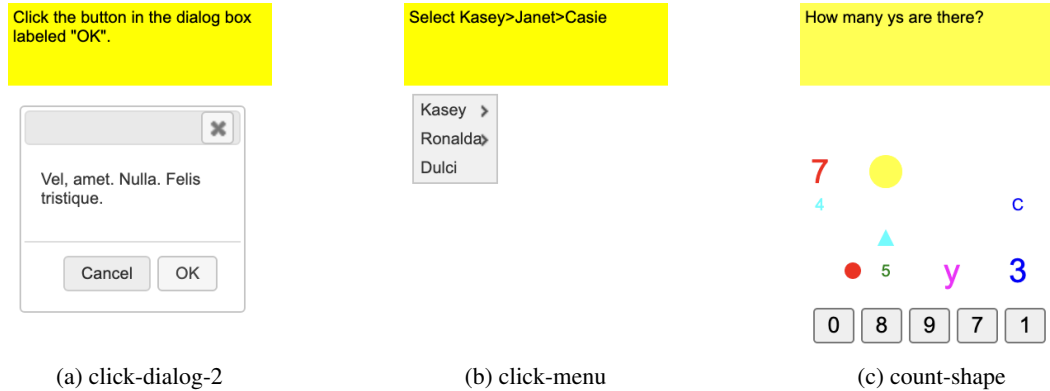 Click the button in the dialog box
labeled "OK".
Vel, amet. Nulla. Felis
tristique.
Cancel OK
(a) click-dialog-2
Select Kasey>Janet>Casie
Kasey
Ronalda
Dulci
(b) click-menu
How many ys are there?
7
4 C
5 y 3
0 8 9 7 1
(c) count-shape